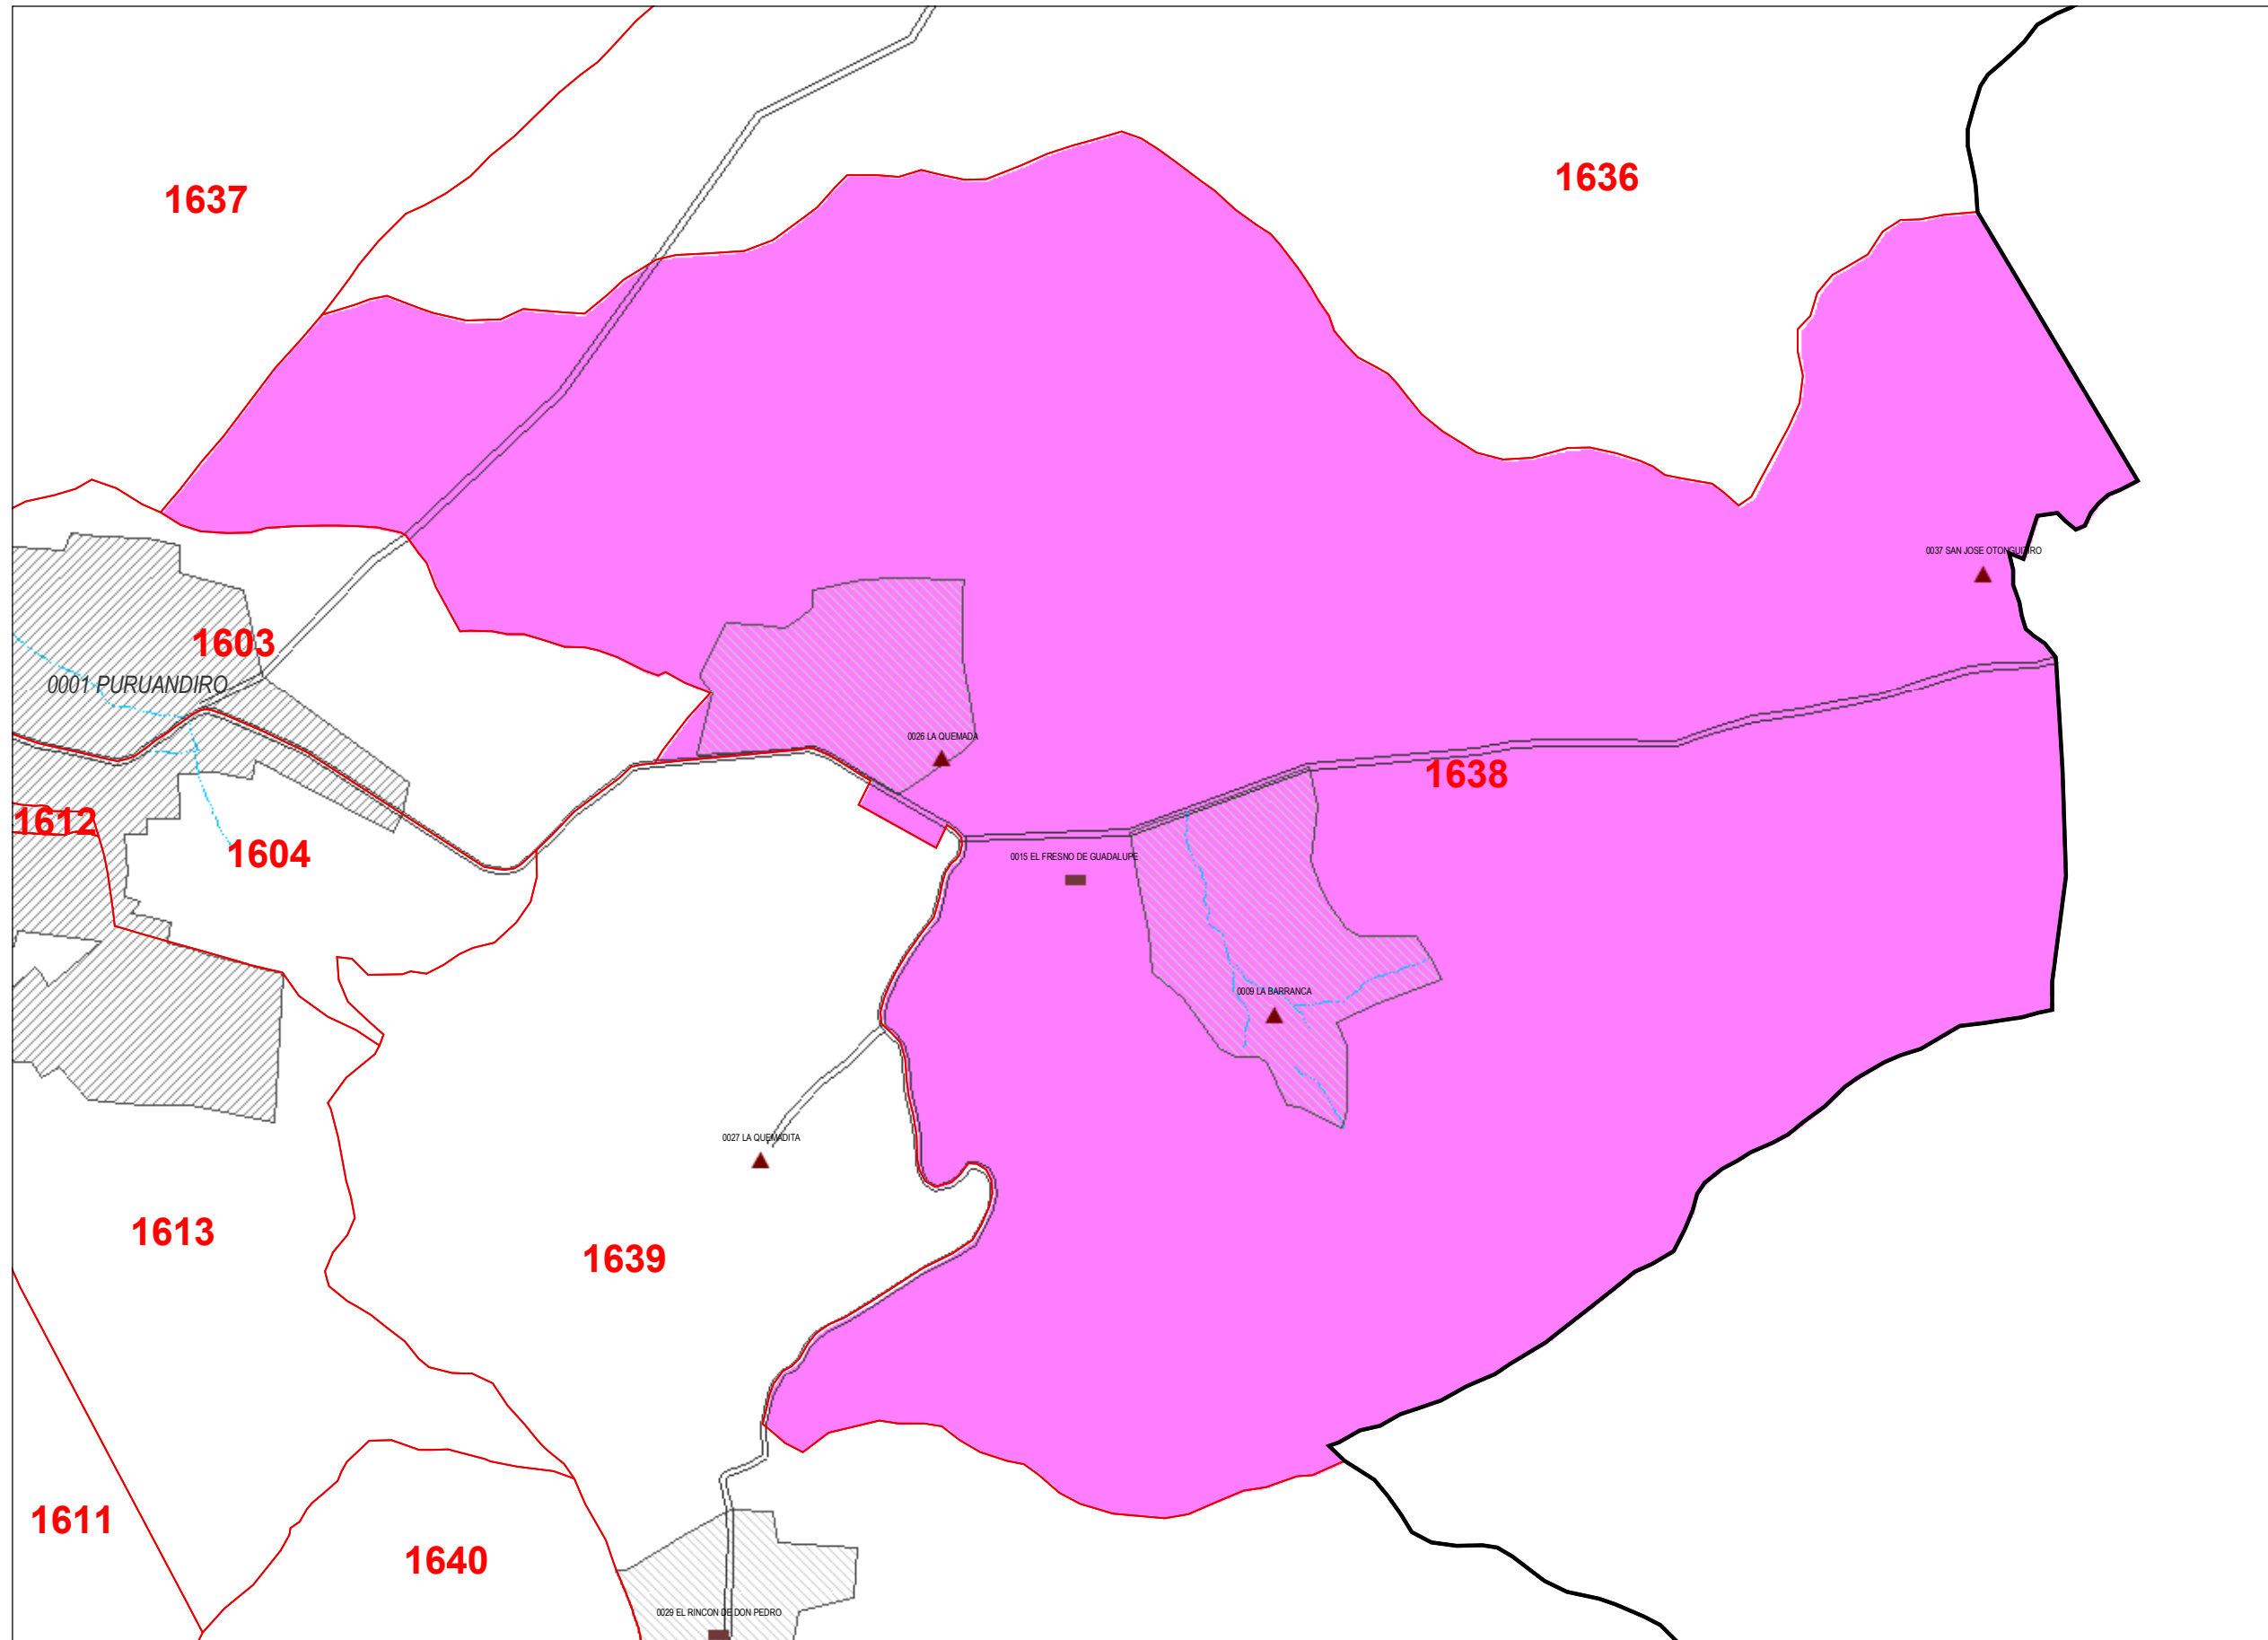 1636
1637
0037 SAN JOSE OTONGUITIRO
1603
0001 PURUANDIRO
0026 LA QUEMADA
1638
1612
1604
0015 EL FRESNO DE GUADALUPE
0009 LA BARRANCA
0027 LA QUEMADITA
1613
1639
1611
1640
0029 EL RINCON DE DON PEDRO